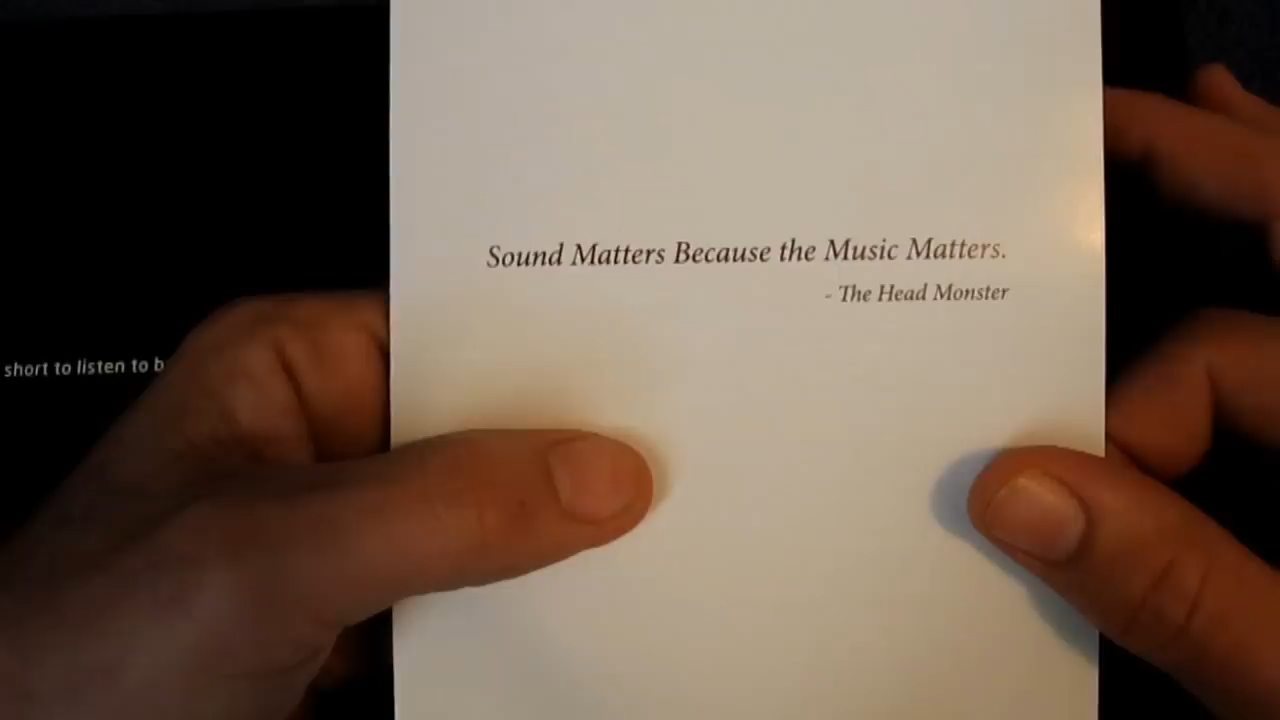 Sound Matters Because the Music Matters.
- The Head Monster
short to listen to b